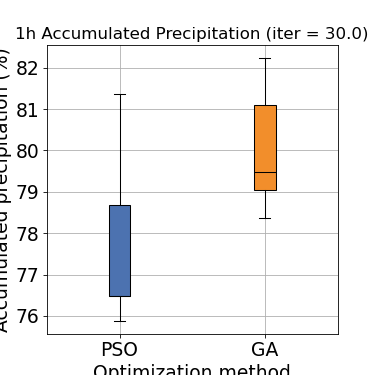 1h Accumulated Precipitation (iter = 30.0)
Accumulated precipitation (%)
82
81
80
79
78
77
76
PSO GA
Optimization method